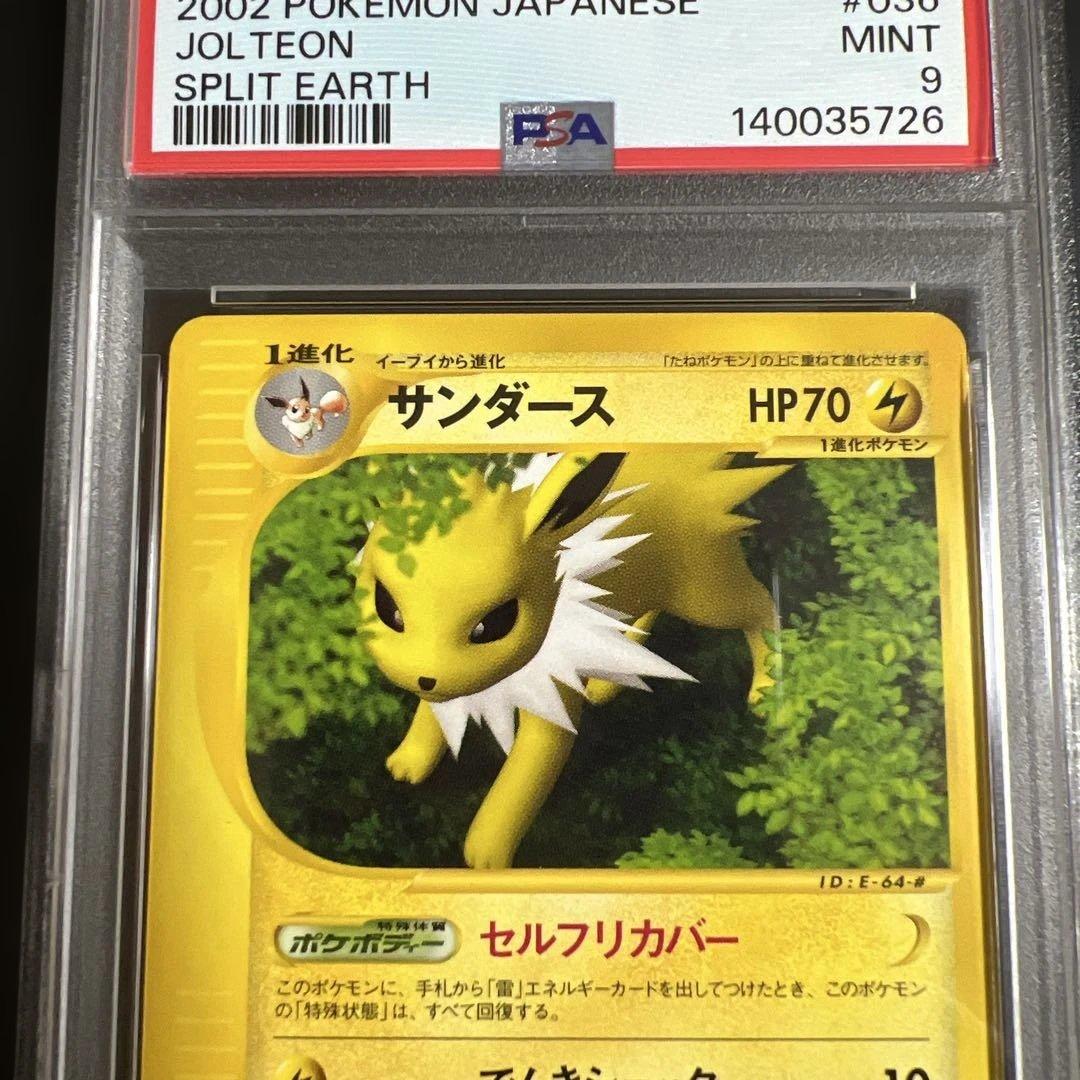 2002 POKEMON JAPANESE #036
JOLTEON MINT
SPLIT EARTH 9
PSA 140035726
1進化 イーブイから進化 「たねポケモン」の上に重ねて進化させます。
サンダース HP70
1進化ポケモン
ID:E-64-#
特殊体質
ポケボディー セルフリカバー
このポケモンに、手札から「雷」エネルギーカードを出してつけたとき、このポケモン
の「特殊状態」は、すべて回復する。
10